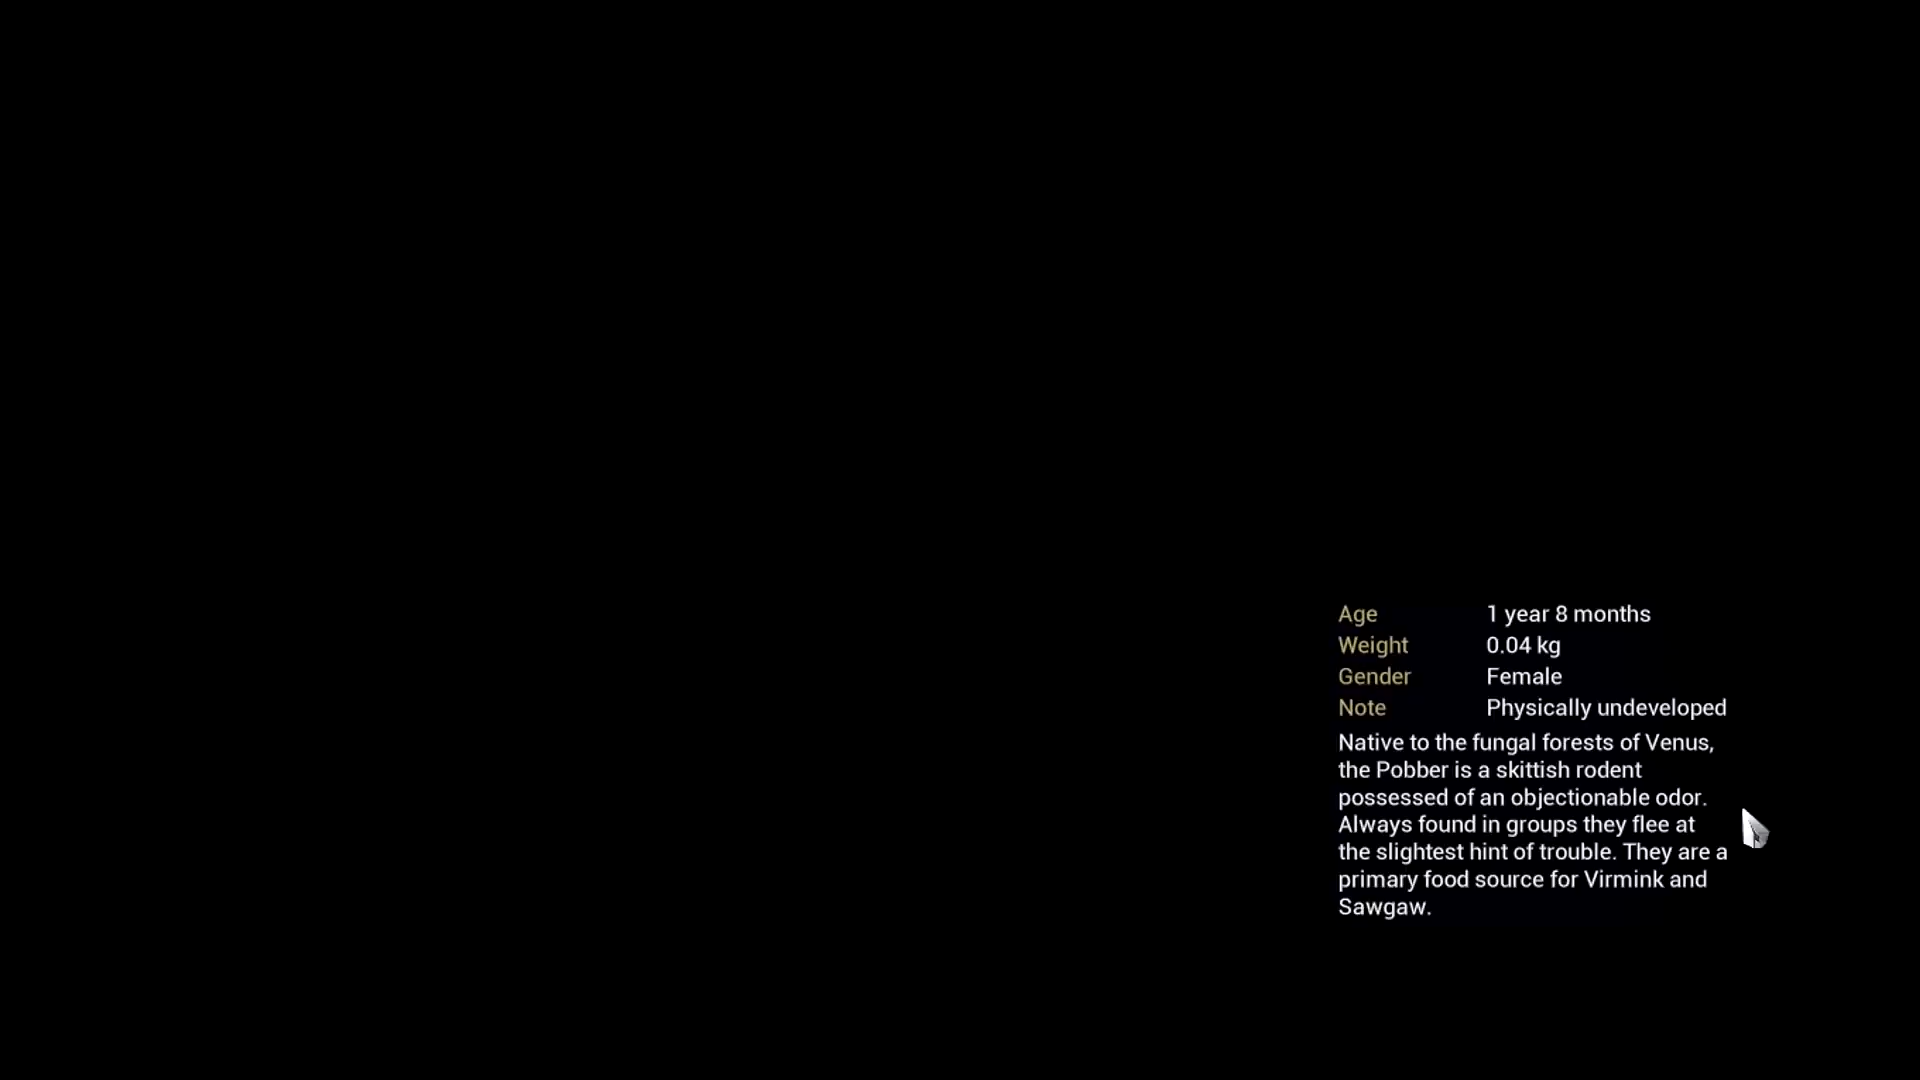 Age 1 year 8 months
Weight 0.04 kg
Gender Female
Note Physically undeveloped
Native to the fungal forests of Venus,
the Pobber is a skittish rodent
possessed of an objectionable odor.
Always found in groups they flee at
the slightest hint of trouble. They are a
primary food source for Virmink and
Sawgaw.